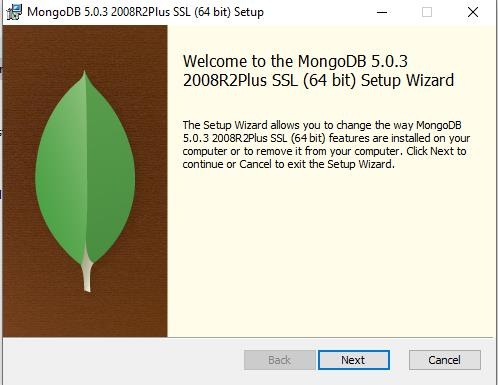 MongoDB 5.0.3 2008R2Plus SSL (64 bit) Setup
Welcome to the MongoDB 5.0.3
2008R2Plus SSL (64 bit) Setup Wizard
The Setup Wizard allows you to change the way MongoDB
5.0.3 2008R2Plus SSL (64 bit) features are installed on your
computer or to remove it from your computer. Click Next to
continue or Cancel to exit the Setup Wizard.
Back Next Cancel